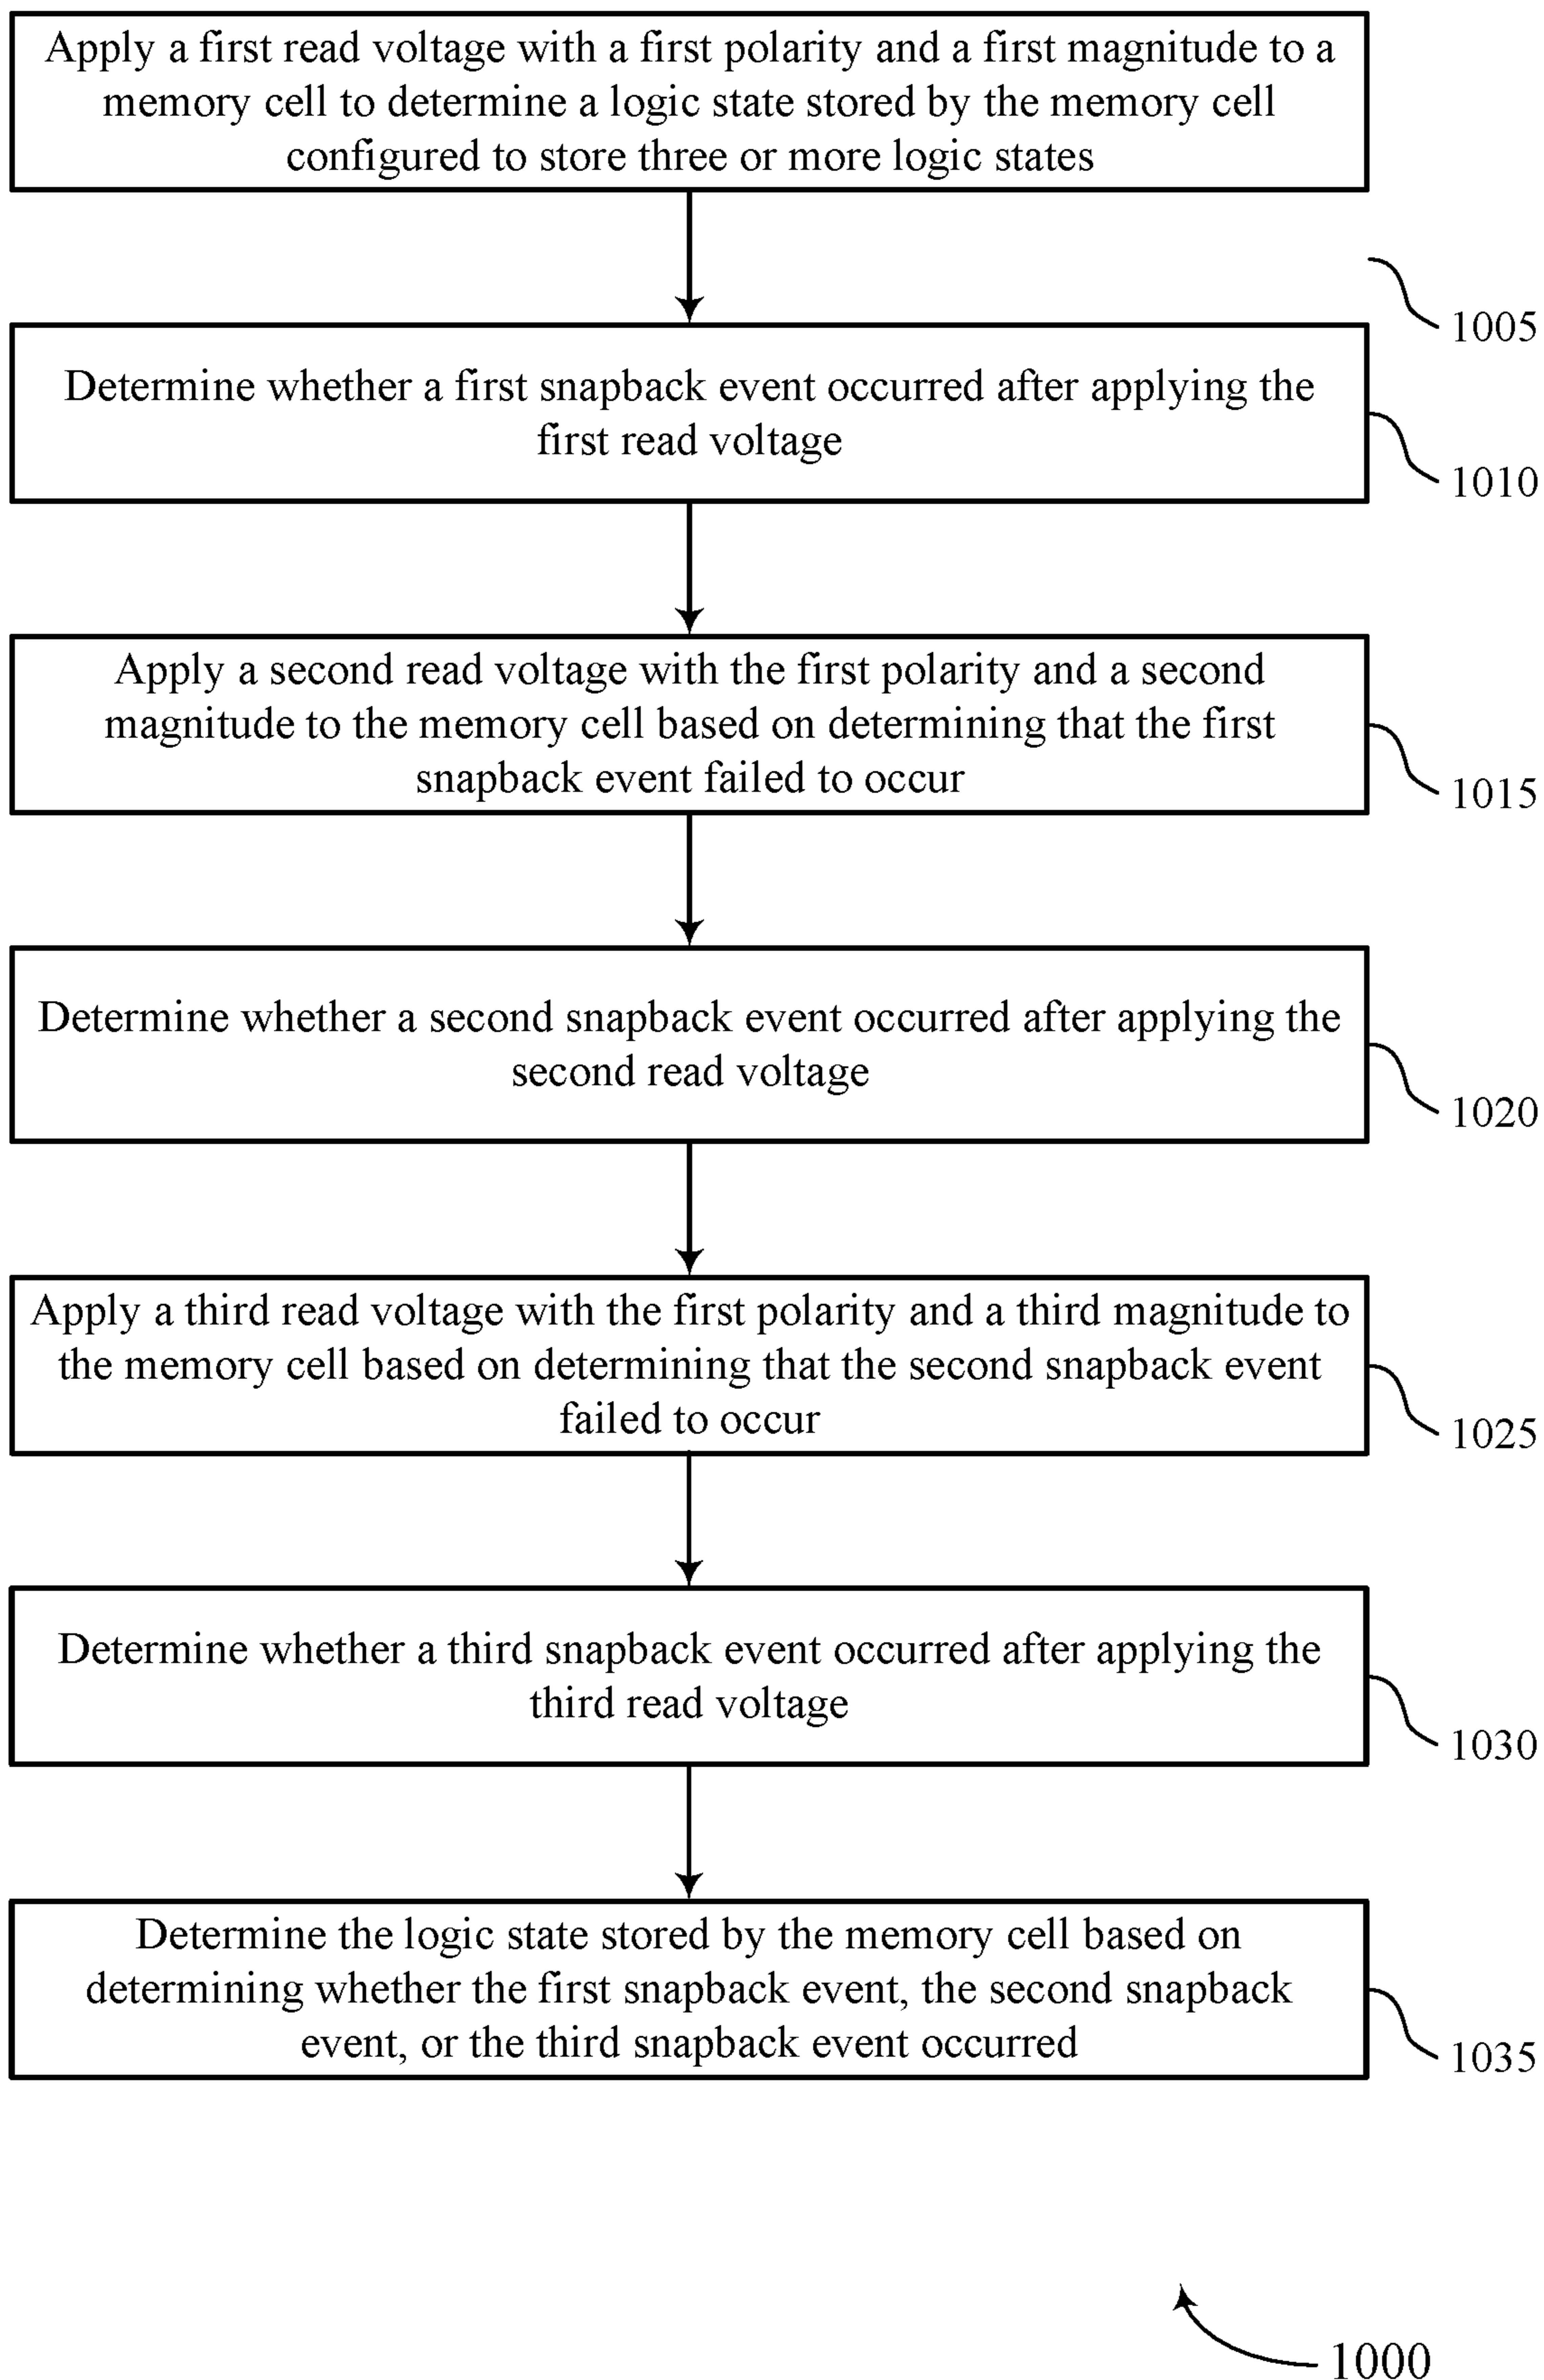 Apply a first read voltage with a first polarity and a first magnitude to a
memory cell to determine a logic state stored by the memory cell
configured to store three or more logic states
1005
Determine whether a first snapback event occurred after applying the
first read voltage
1010
Apply a second read voltage with the first polarity and a second
magnitude to the memory cell based on determining that the first
snapback event failed to occur
1015
Determine whether a second snapback event occurred after applying the
second read voltage
1020
Apply a third read voltage with the first polarity and a third magnitude to
the memory cell based on determining that the second snapback event
failed to occur
1025
Determine whether a third snapback event occurred after applying the
third read voltage
1030
Determine the logic state stored by the memory cell based on
determining whether the first snapback event, the second snapback
event, or the third snapback event occurred
1035
1000